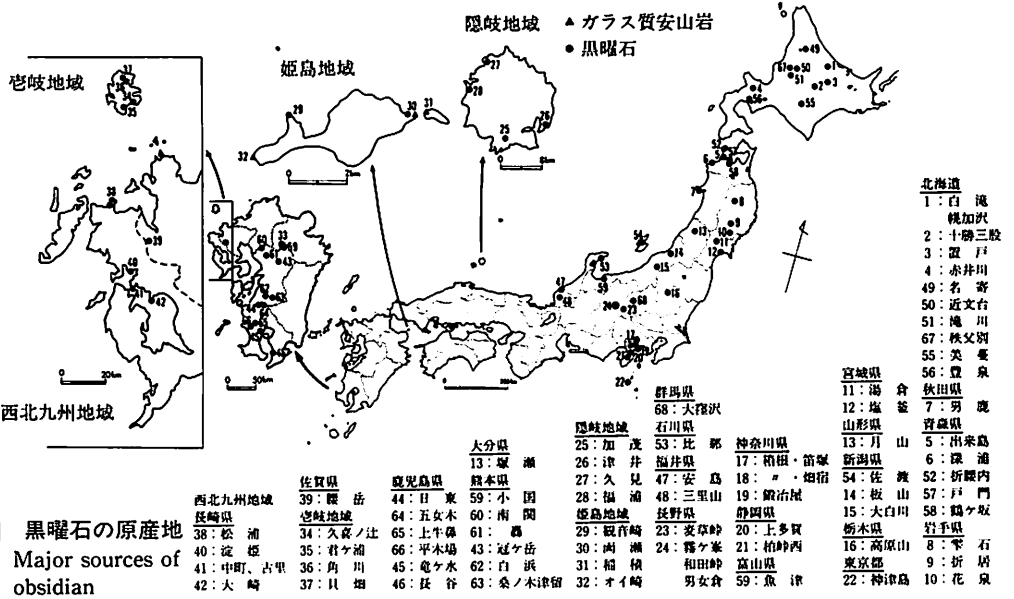 隠岐地域
▲ ガラス質安山岩
● 黒曜石
姫島地域
壱岐地域
西北九州地域
北海道
1：白滝
幌加沢
2：十勝三股
3：置戸
4：赤井川
49：名寄
50：近文台
51：滝川
67：秩父別
55：美蔓
56：豊泉
宮城県
11：湯倉
12：塩釜
山形県
13：月山
新潟県
54：佐渡
14：板山
15：大白川
栃木県
16：高原山
東京都
22：神津島
秋田県
7：男鹿
青森県
5：出来島
6：深浦
52：折腰内
57：戸門
58：鶴ケ坂
岩手県
8：雫石
9：折居
10：花泉
群馬県
68：大窪沢
石川県
53：比那
福井県
47：安島
48：三里山
長野県
23：麦草峠
24：霧ケ峯
和田峠
男女倉
神奈川県
17：箱根・笛塚
18：〃・畑宿
19：鍛冶屋
静岡県
20：上多賀
21：柏峠西
富山県
59：魚津
隠岐地域
25：加茂
26：津井
27：久見
28：福浦
姫島地域
29：観音崎
30：両瀬
31：稲積
32：オイ崎
大分県
13：塚瀬
熊本県
59：小国
60：南関
61：轟
43：冠ケ岳
62：白浜
63：桑ノ木津留
鹿児島県
44：日東
64：五女木
65：上牛鼻
66：平木場
45：竜ケ水
46：長谷
佐賀県
39：腰岳
壱岐地域
34：久喜ノ辻
35：君ケ浦
36：角川
37：貝畑
西北九州地域
長崎県
38：松浦
40：淀姫
41：中町、古里
42：大崎
黒曜石の原産地
Major sources of
obsidian